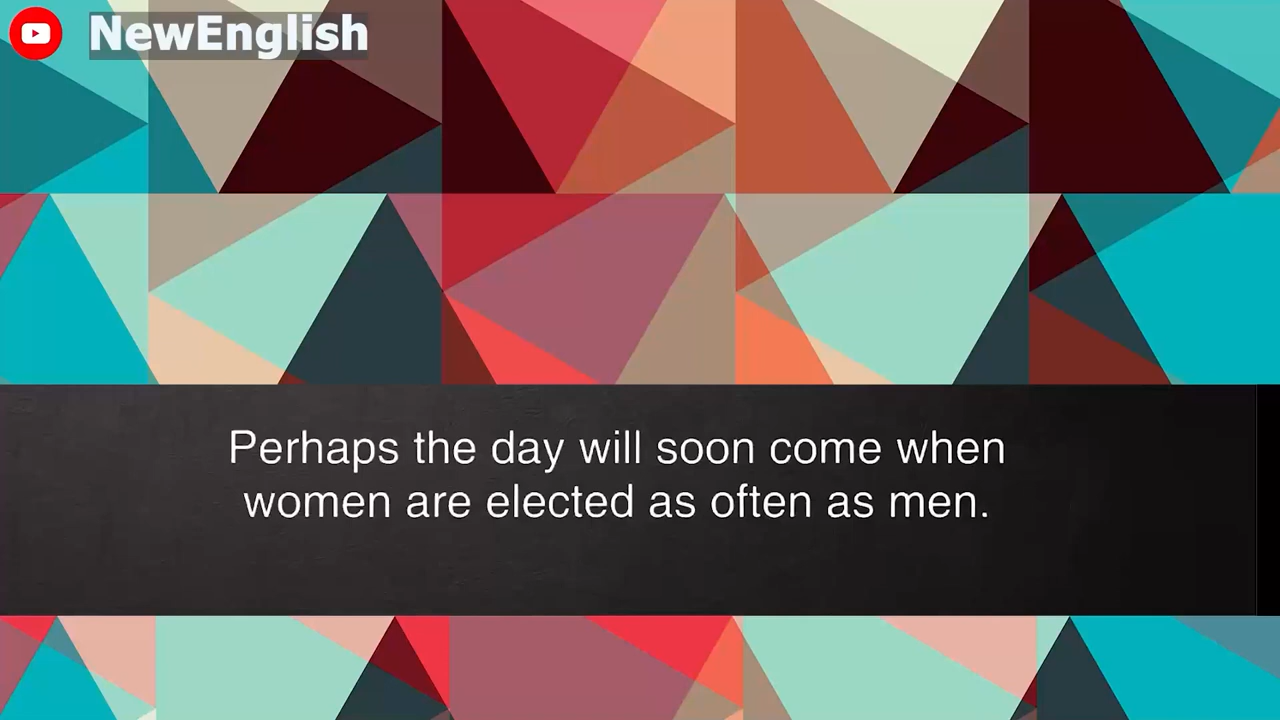 NewEnglish
Perhaps the day will soon come when
women are elected as often as men.